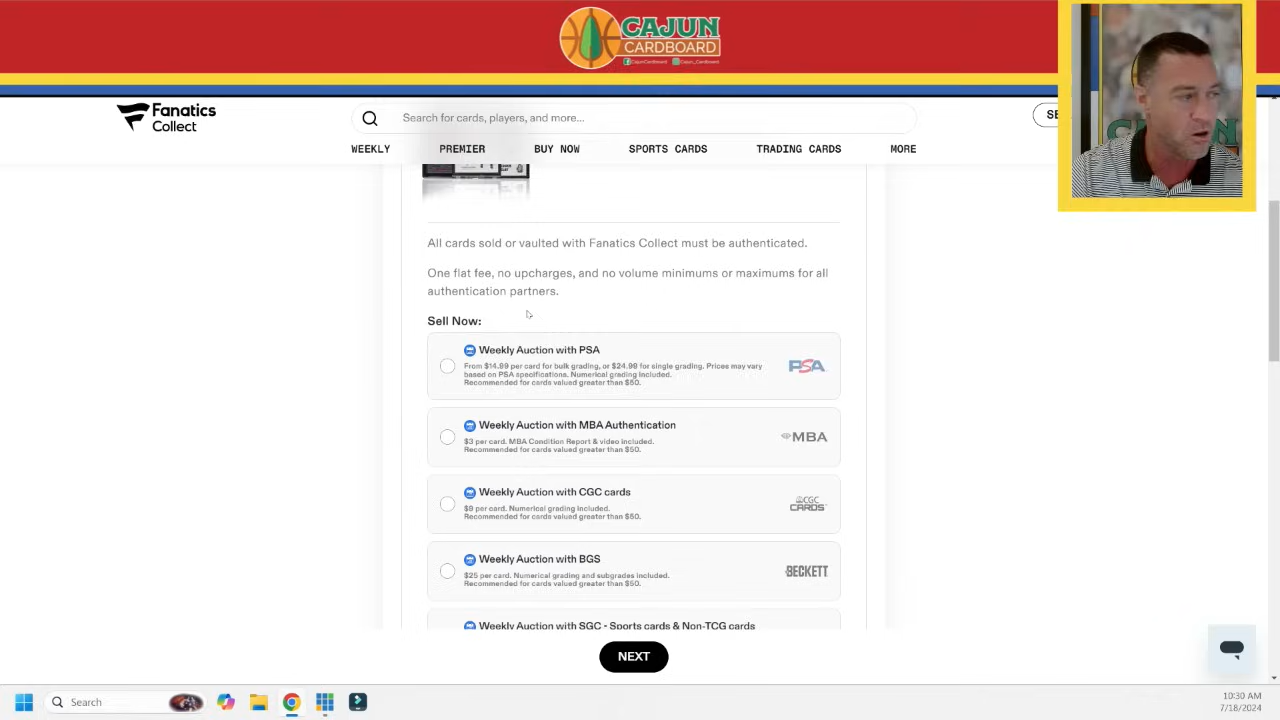 CAJUN
CARDBOARD
CajunCardboard Cajun_Cardboard
Fanatics
Collect
Search for cards, players, and more...
SE
WEEKLY PREMIER BUY NOW SPORTS CARDS TRADING CARDS MORE
All cards sold or vaulted with Fanatics Collect must be authenticated.
One flat fee, no upcharges, and no volume minimums or maximums for all
authentication partners.
Sell Now:
Weekly Auction with PSA
From $14.99 per card for bulk grading, or $24.99 for single grading. Prices may vary
based on PSA specifications. Numerical grading included.
Recommended for cards valued greater than $50.
PSA
Weekly Auction with MBA Authentication
$3 per card. MBA Condition Report & video included.
Recommended for cards valued greater than $50.
MBA
Weekly Auction with CGC cards
$9 per card. Numerical grading included.
Recommended for cards valued greater than $50.
CGC
CARDS
Weekly Auction with BGS
$25 per card. Numerical grading and subgrades included.
Recommended for cards valued greater than $50.
BECKETT
Weekly Auction with SGC - Sports cards & Non-TCG cards
NEXT
Search
10:30 AM
7/18/2024